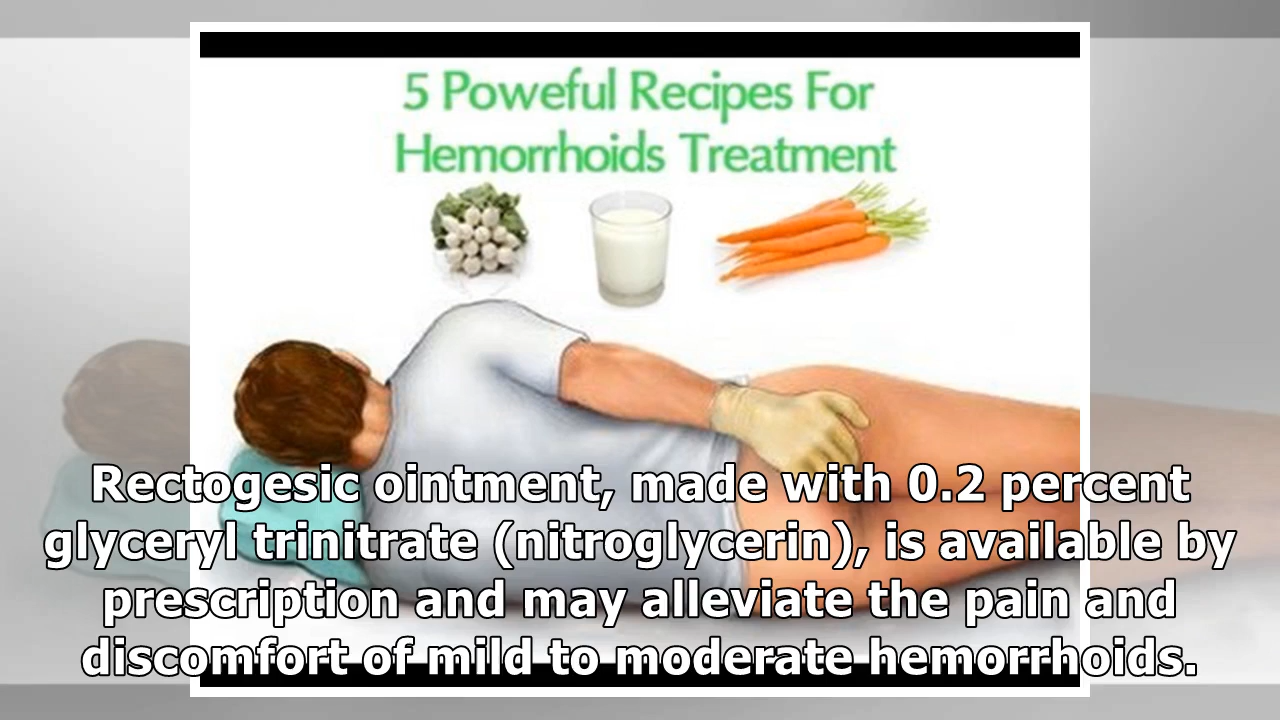 5 Poweful Recipes For
Hemorrhoids Treatment
Rectogesic ointment, made with 0.2 percent
glyceryl trinitrate (nitroglycerin), is available by
prescription and may alleviate the pain and
discomfort of mild to moderate hemorrhoids.